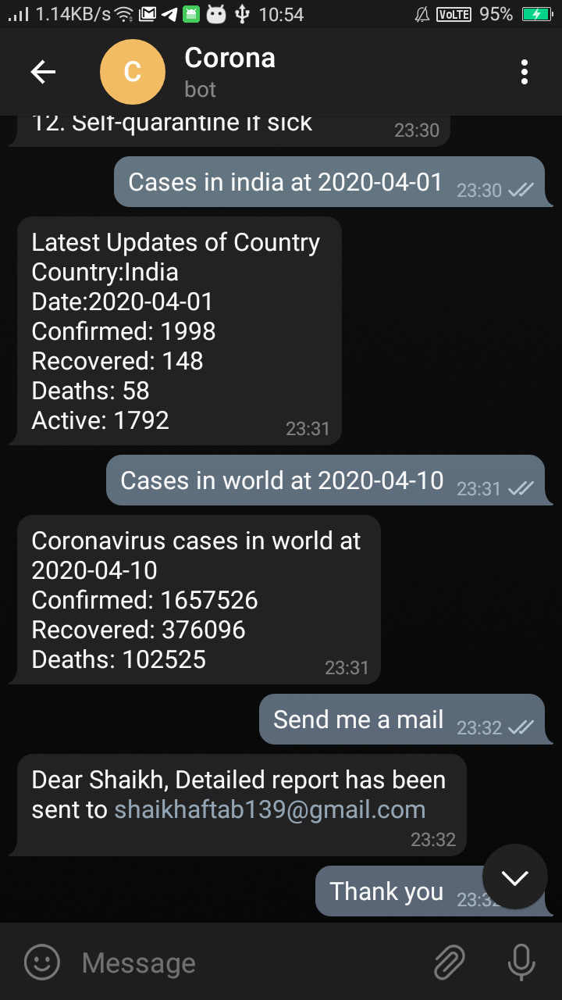 1.14KB/s 10:54 VoLTE 95%
C
Corona
bot
12. Self-quarantine if sick 23:30
Cases in india at 2020-04-01 23:30
Latest Updates of Country
Country:India
Date:2020-04-01
Confirmed: 1998
Recovered: 148
Deaths: 58
Active: 1792 23:31
Cases in world at 2020-04-10 23:31
Coronavirus cases in world at
2020-04-10
Confirmed: 1657526
Recovered: 376096
Deaths: 102525 23:31
Send me a mail 23:32
Dear Shaikh, Detailed report has been
sent to shaikhaftab139@gmail.com
23:32
Thank you
Message